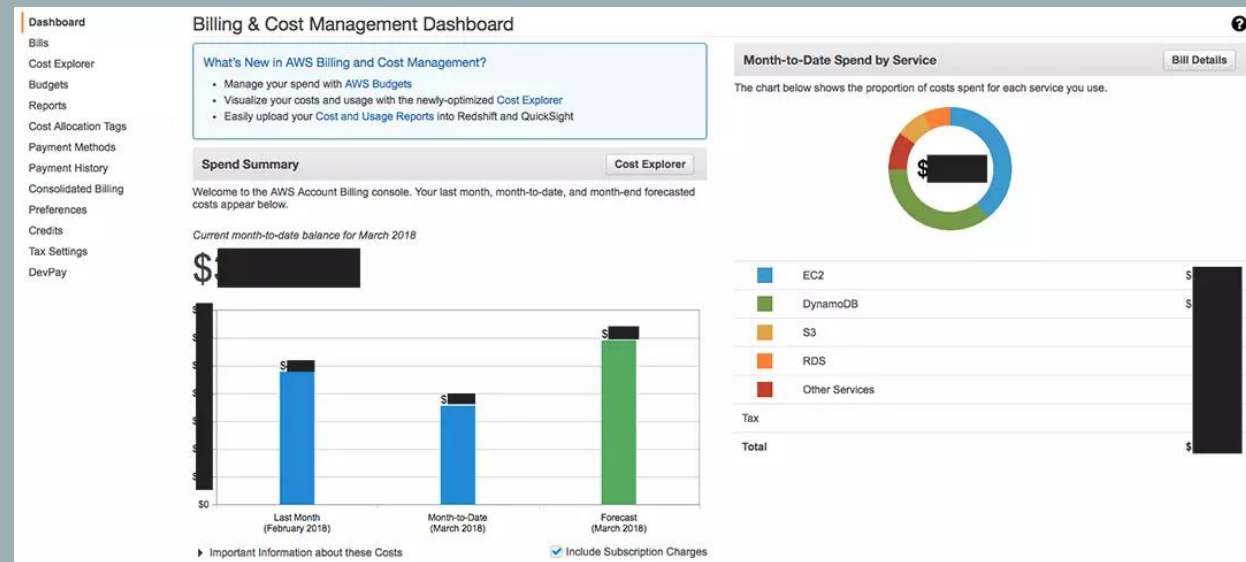 Dashboard
Bills
Cost Explorer
Budgets
Reports
Cost Allocation Tags
Payment Methods
Payment History
Consolidated Billing
Preferences
Credits
Tax Settings
DevPay
Billing & Cost Management Dashboard
?
What's New in AWS Billing and Cost Management?
• Manage your spend with AWS Budgets
• Visualize your costs and usage with the newly-optimized Cost Explorer
• Easily upload your Cost and Usage Reports into Redshift and QuickSight
Spend Summary
Cost Explorer
Welcome to the AWS Account Billing console. Your last month, month-to-date, and month-end forecasted
costs appear below.
Current month-to-date balance for March 2018
$
$
$
$
$0
Last Month
(February 2018)
Month-to-Date
(March 2018)
Forecast
(March 2018)
Important Information about these Costs
Include Subscription Charges
Month-to-Date Spend by Service
Bill Details
The chart below shows the proportion of costs spent for each service you use.
$
EC2 $
DynamoDB $
S3
RDS
Other Services
Tax
Total $